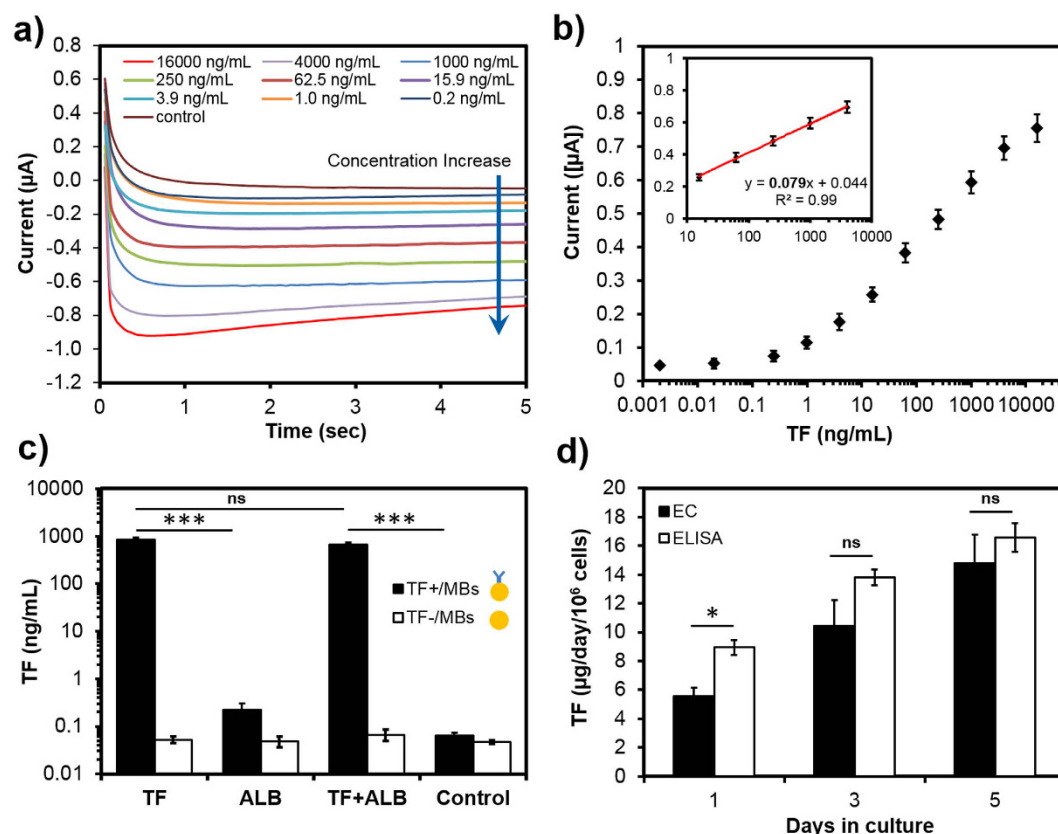 a)
0.8
0.6
0.4
0.2
0.0
-0.2
-0.4
-0.6
-0.8
-1.0
-1.2
Current (µA)
16000 ng/mL 4000 ng/mL 1000 ng/mL
250 ng/mL 62.5 ng/mL 15.9 ng/mL
3.9 ng/mL 1.0 ng/mL 0.2 ng/mL
control
Concentration Increase
0 1 2 3 4 5
Time (sec)
b)
1
0.9
0.8
0.7
0.6
0.5
0.4
0.3
0.2
0.1
0
Current ([µA])
1
0.8
0.6
0.4
0.2
0
y = 0.079x + 0.044
R² = 0.99
10 100 1000 10000
0.001 0.01 0.1 1 10 100 1000 10000
TF (ng/mL)
c)
10000
1000
100
10
1
0.1
0.01
TF (ng/mL)
ns
*** ***
TF+/MBs
TF-/MBs
TF ALB TF+ALB Control
d)
20
18
16
14
12
10
8
6
4
2
0
TF (µg/day/10⁶ cells)
EC
ELISA
*
ns
ns
1 3 5
Days in culture